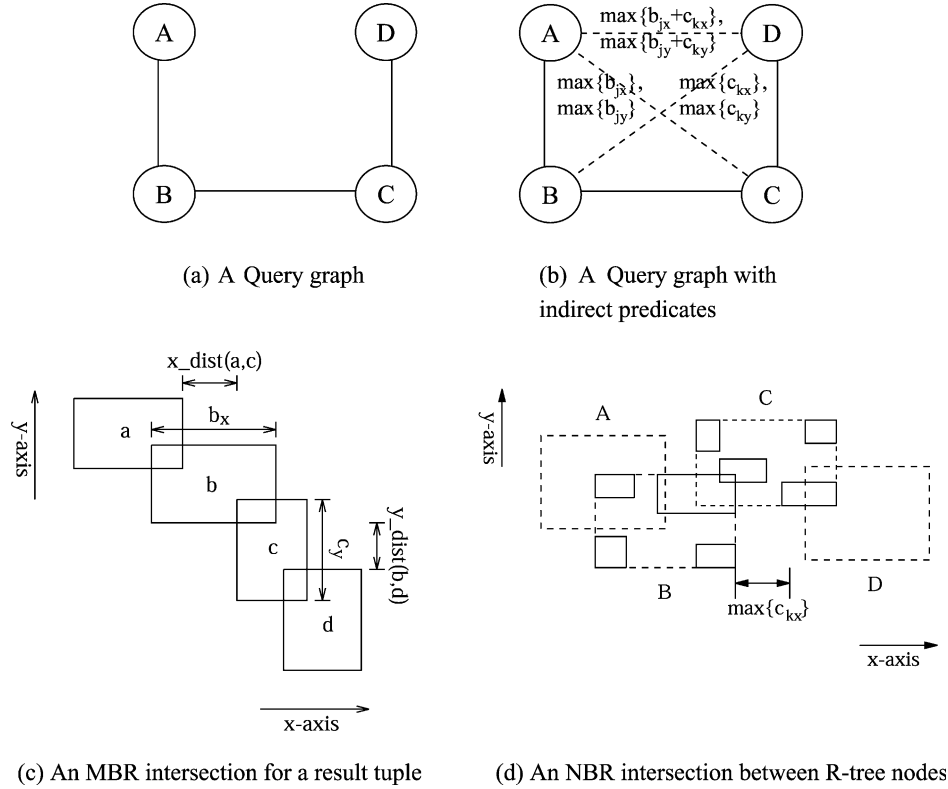 A
D
B
C
(a) A Query graph
A
D
max{b_jx+c_kx},
max{b_jy+c_ky}
max{b_jx},
max{b_jy}
max{c_kx},
max{c_ky}
B
C
(b) A Query graph with
indirect predicates
x_dist(a,c)
y-axis
a
b_x
b
c
c_y
y_dist(b,d)
d
x-axis
(c) An MBR intersection for a result tuple
y-axis
A
C
B
D
max{c_kx}
x-axis
(d) An NBR intersection between R-tree nodes